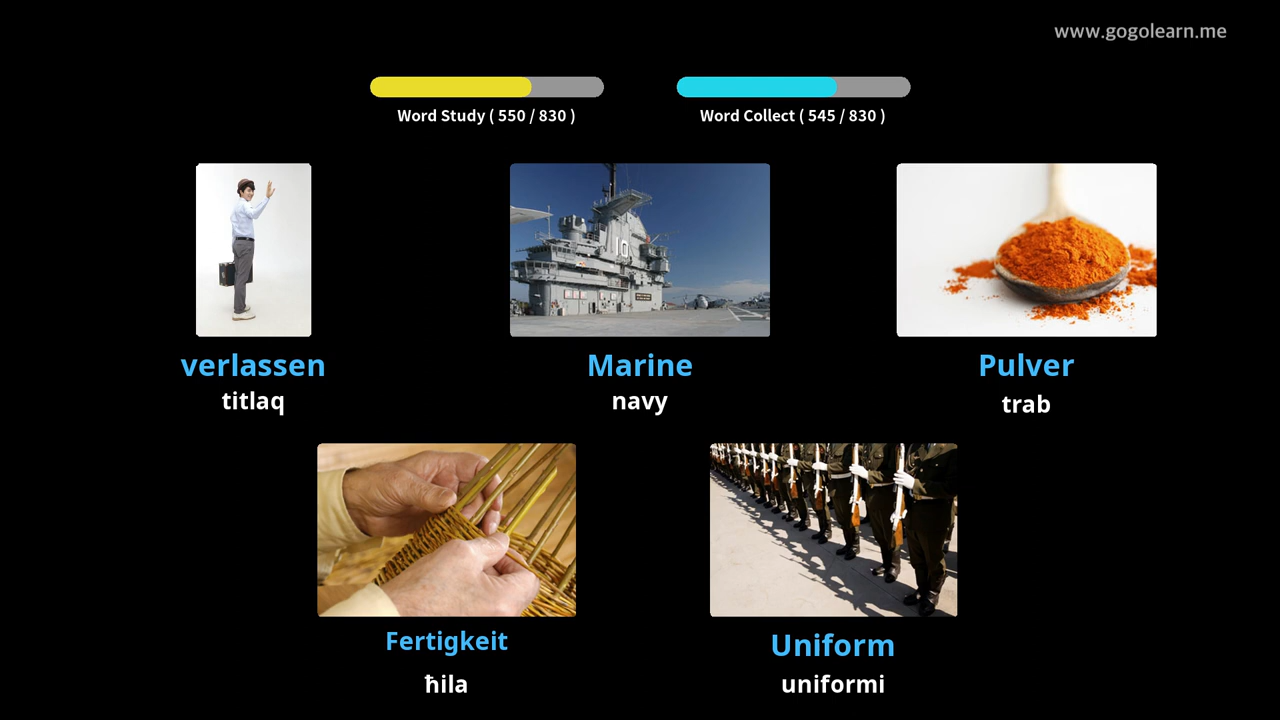 www.gogolearn.me
Word Study ( 550 / 830 )
Word Collect ( 545 / 830 )
verlassen
titlaq
Marine
navy
Pulver
trab
Fertigkeit
ħila
Uniform
uniformi
10